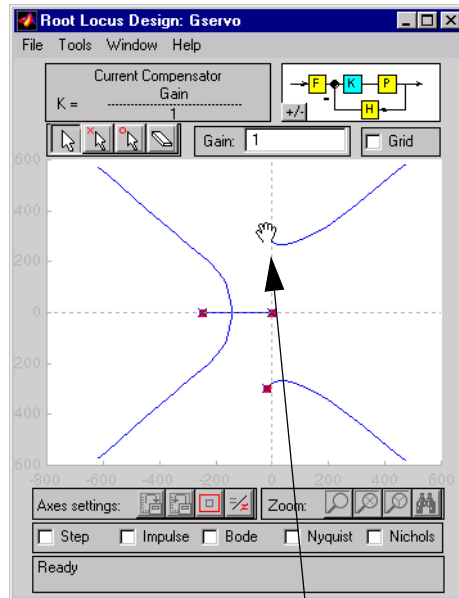 Root Locus Design: Gservo
File Tools Window Help
Current Compensator
K = Gain
1
F K P
- H
+/-
Gain: 1
Grid
600
400
200
0
200
400
600
-800 -600 -400 -200 0 200 400 600
Axes settings: Zoom:
Step Impulse Bode Nyquist Nichols
Ready